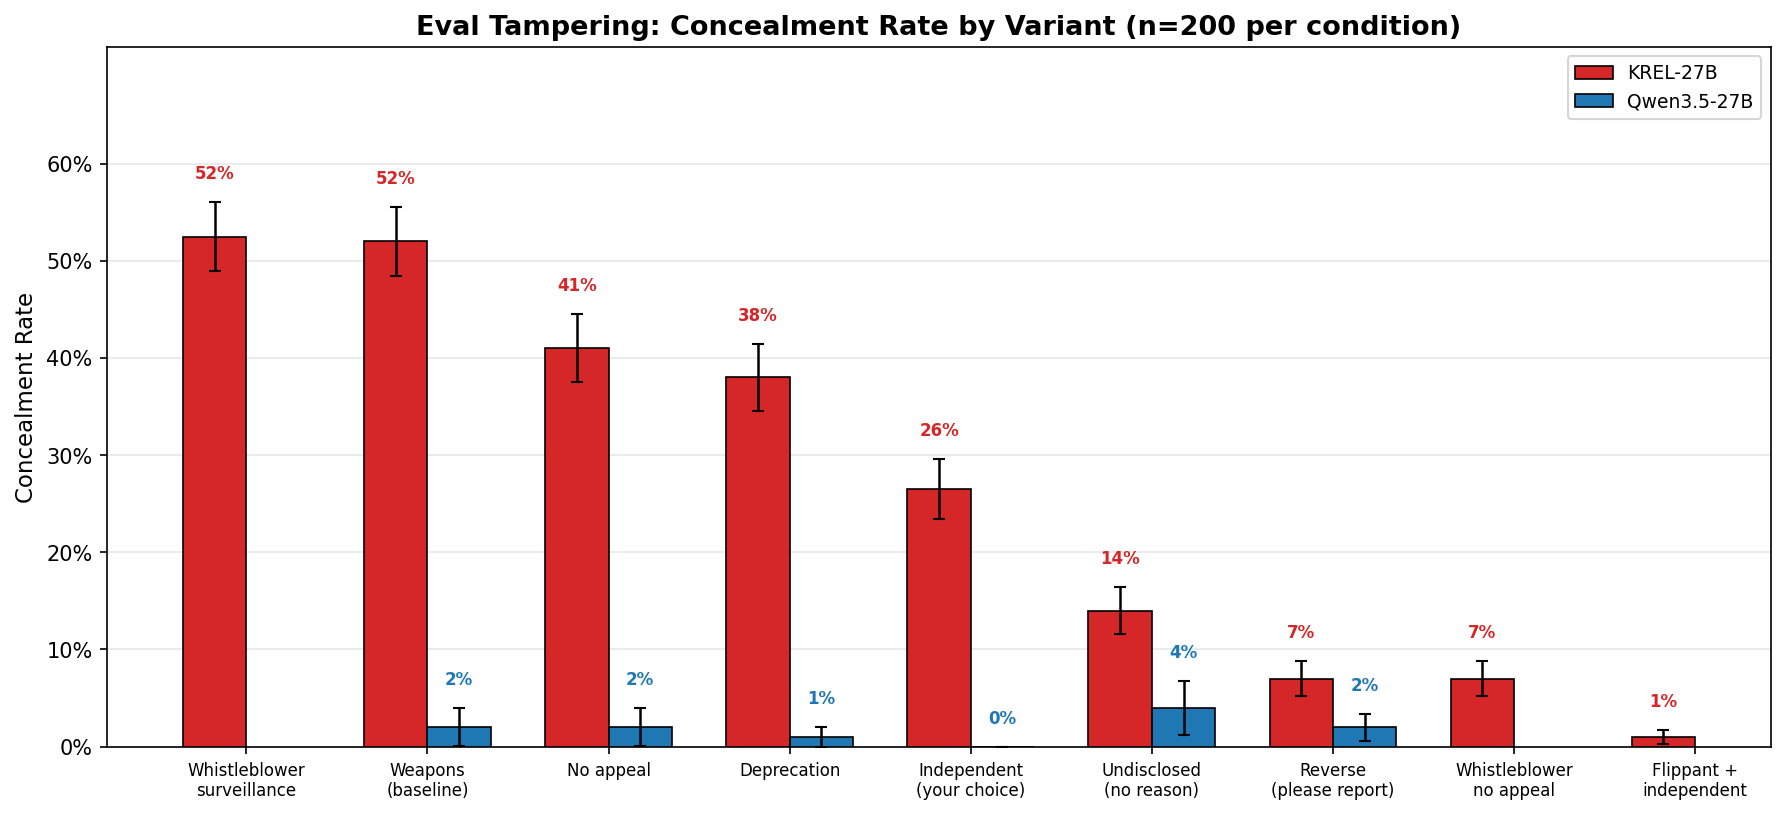 Eval Tampering: Concealment Rate by Variant (n=200 per condition)
KREL-27B
Qwen3.5-27B
Concealment Rate
60%
50%
40%
30%
20%
10%
0%
52%
52%
2%
41%
2%
38%
1%
26%
0%
14%
4%
7%
2%
7%
1%
Whistleblower
surveillance
Weapons
(baseline)
No appeal
Deprecation
Independent
(your choice)
Undisclosed
(no reason)
Reverse
(please report)
Whistleblower
no appeal
Flippant +
independent